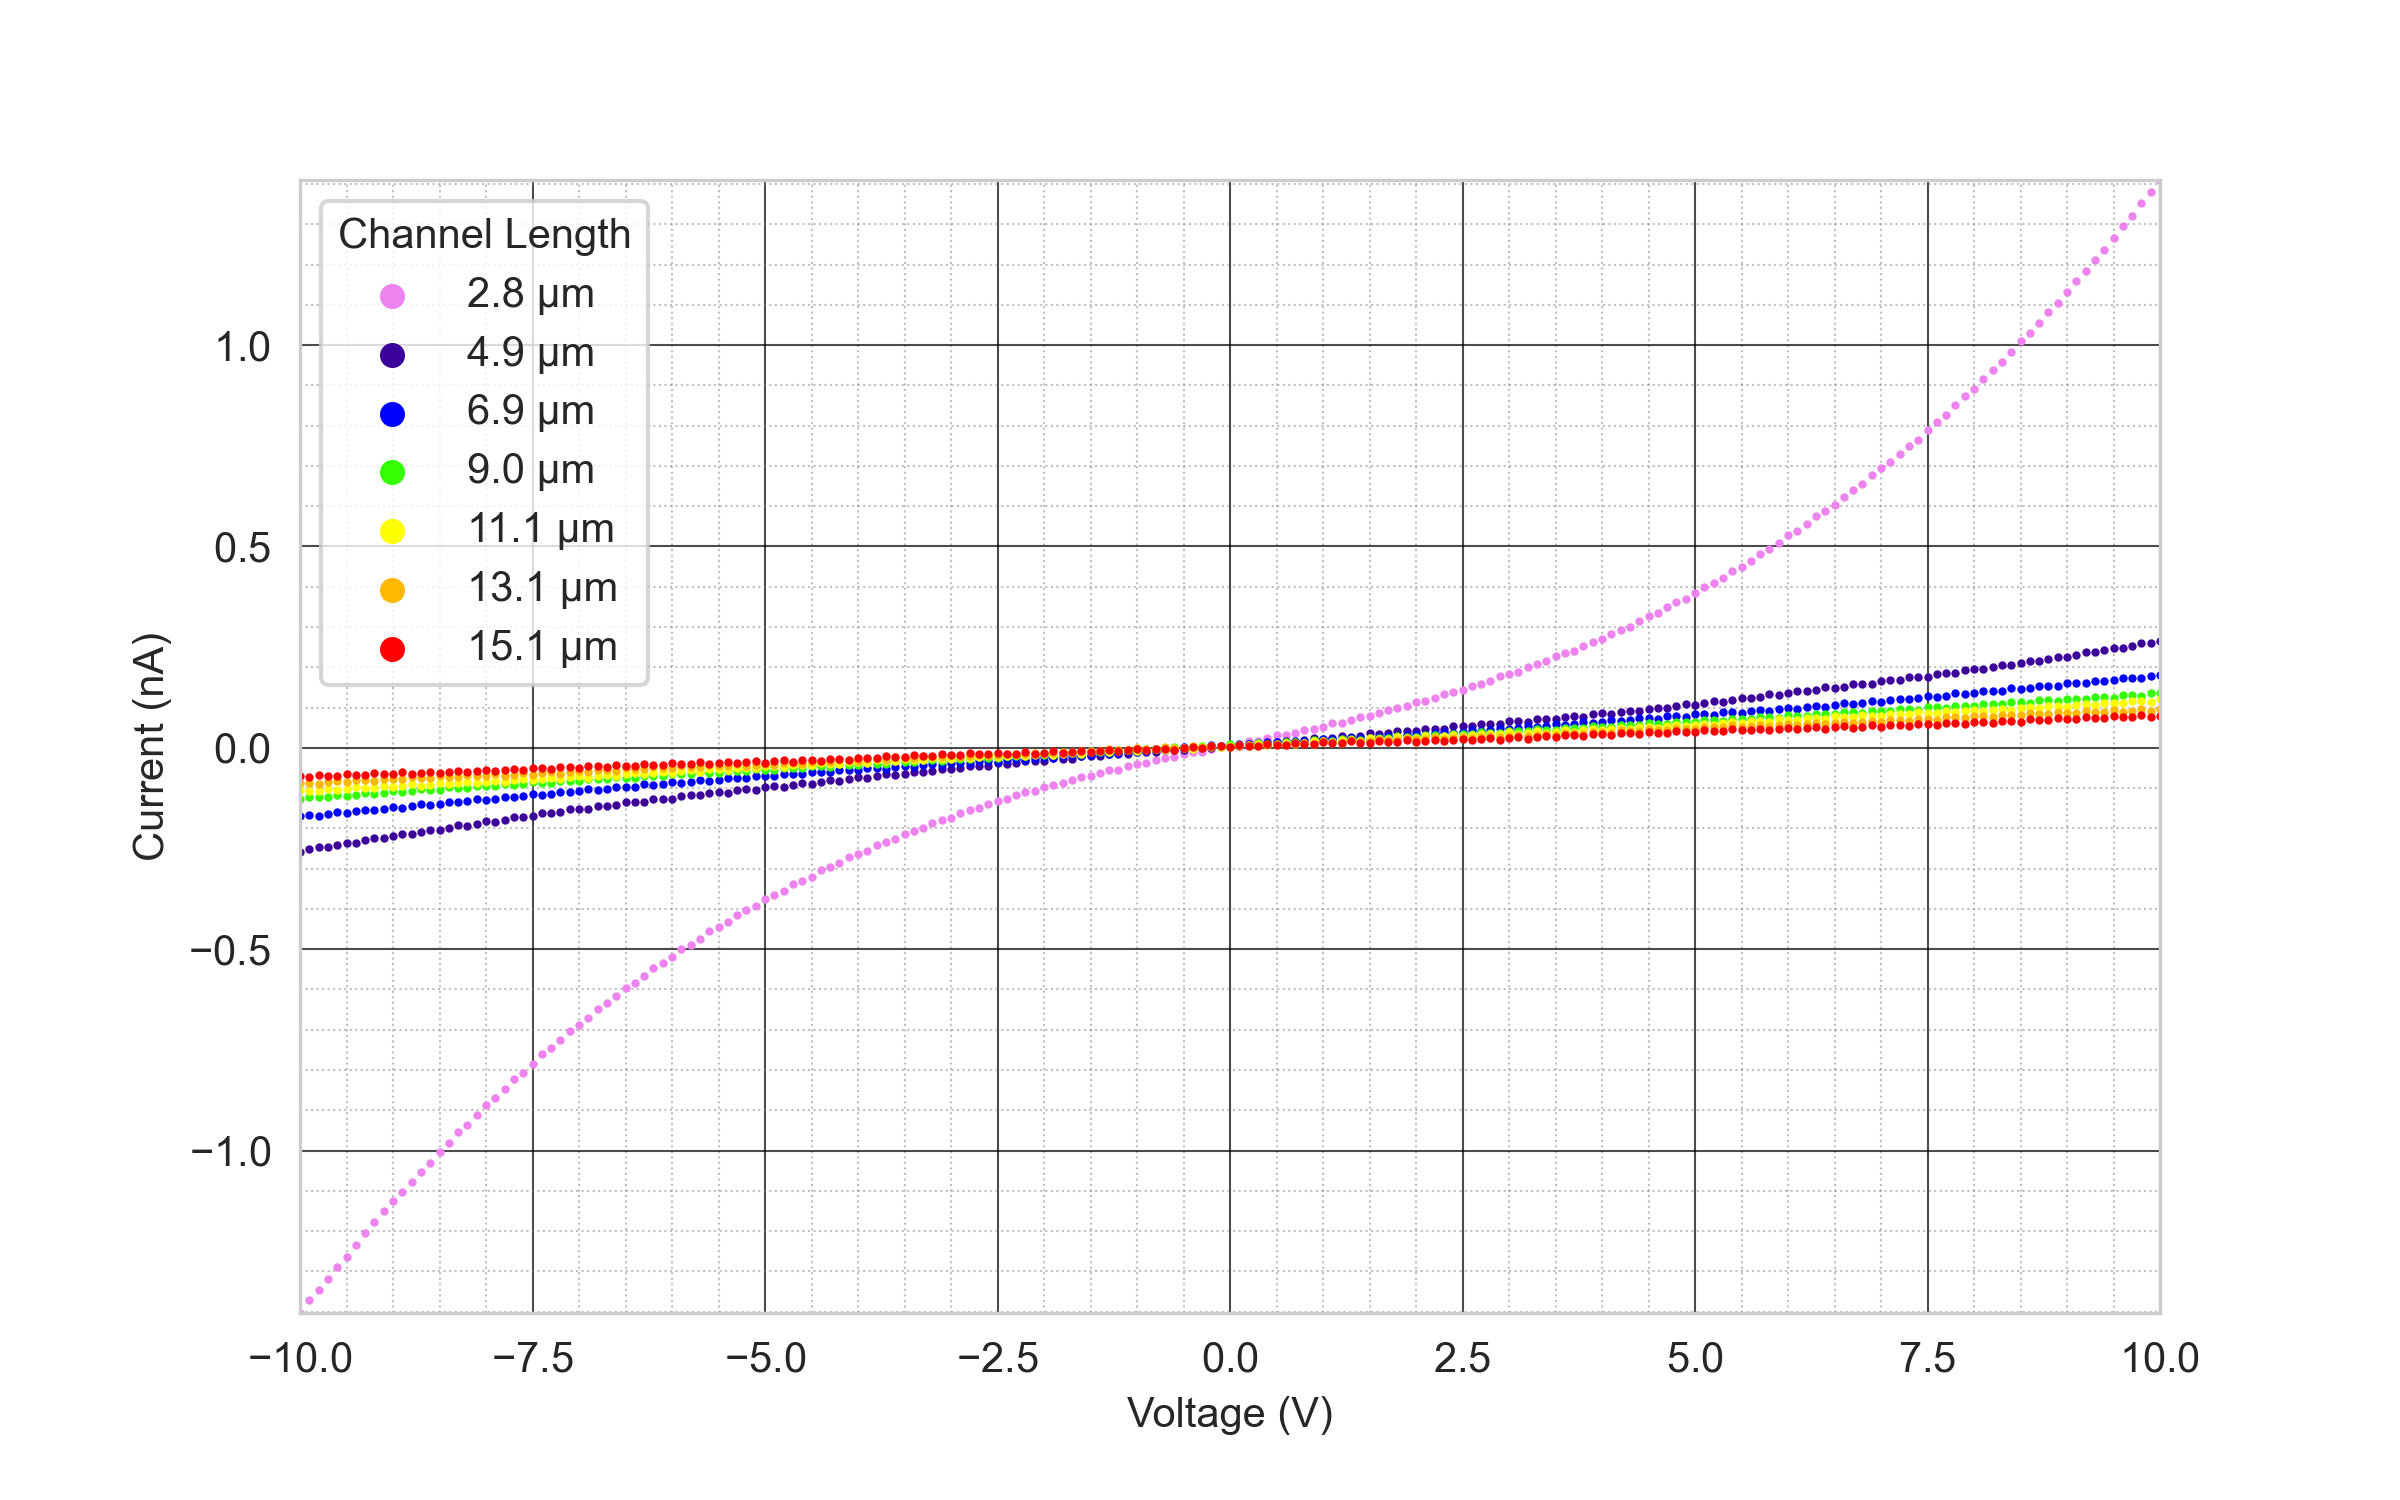 Channel Length
2.8 µm
4.9 µm
6.9 µm
9.0 µm
11.1 µm
13.1 µm
15.1 µm
1.0
0.5
0.0
−0.5
−1.0
Current (nA)
−10.0 −7.5 −5.0 −2.5 0.0 2.5 5.0 7.5 10.0
Voltage (V)